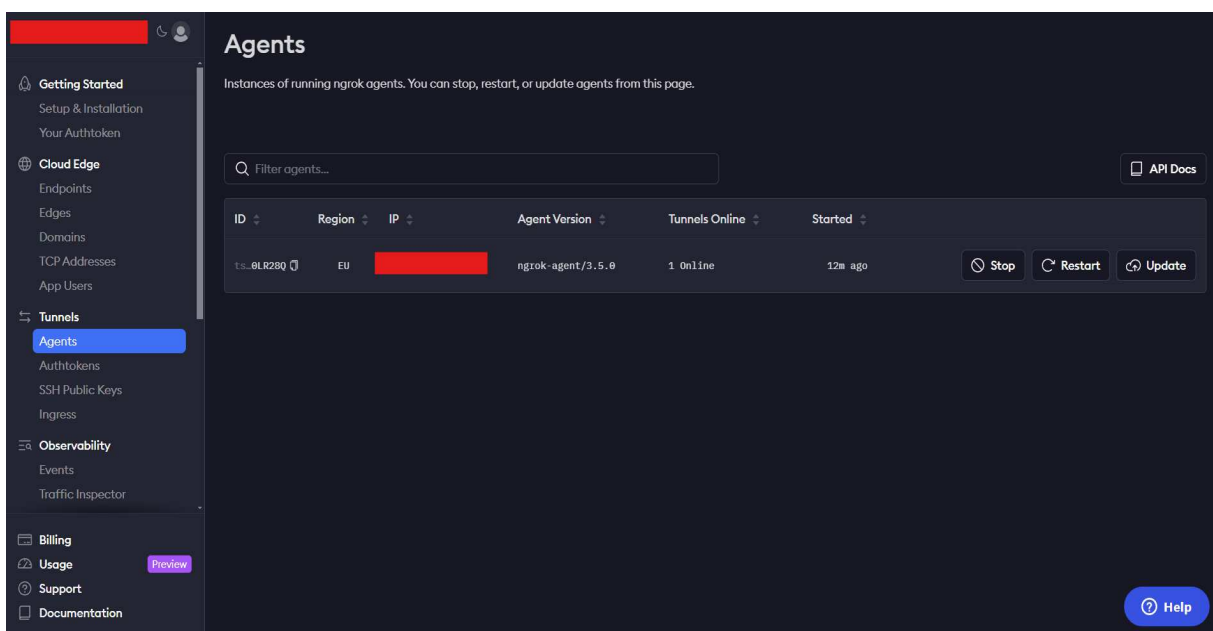 Getting Started
Setup & Installation
Your Authtoken
Cloud Edge
Endpoints
Edges
Domains
TCP Addresses
App Users
Tunnels
Agents
Authtokens
SSH Public Keys
Ingress
Observability
Events
Traffic Inspector
Billing
Usage Preview
Support
Documentation
Agents
Instances of running ngrok agents. You can stop, restart, or update agents from this page.
Filter agents...
API Docs
ID Region IP Agent Version Tunnels Online Started
ts_0LR28Q EU ngrok-agent/3.5.0 1 Online 12m ago Stop Restart Update
Help